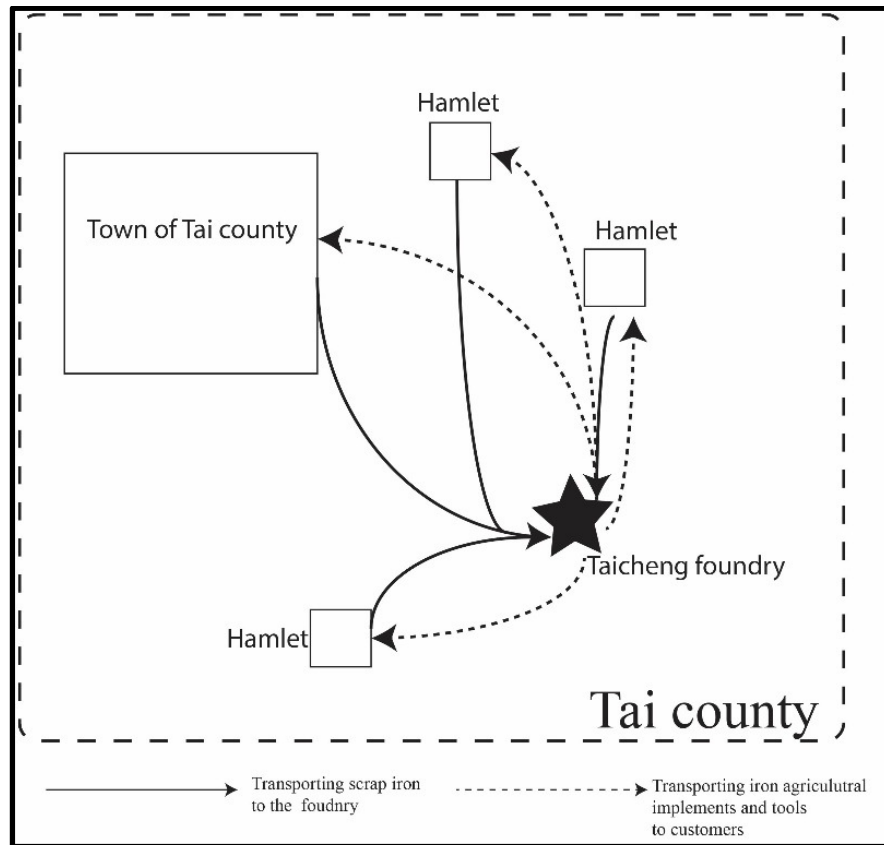 Hamlet
Town of Tai county
Hamlet
Taicheng foundry
Hamlet
Tai county
Transporting scrap iron
to the foudnry
Transporting iron agriculutral
implements and tools
to customers